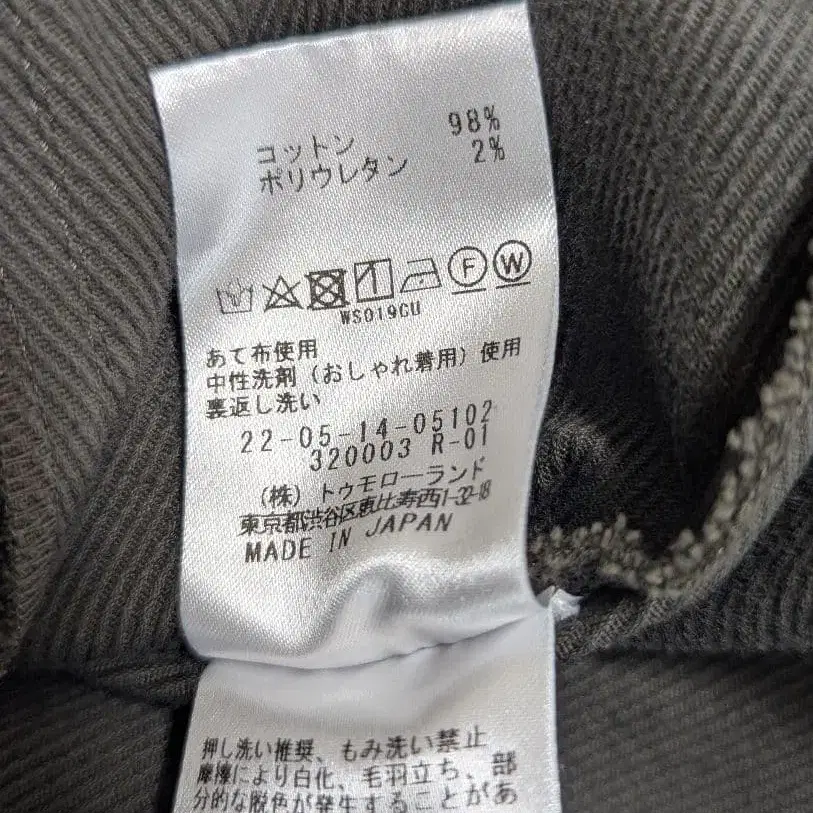 コットン 98%
ポリウレタン 2%
F W
WS019CU
あて布使用
中性洗剤（おしゃれ着用）使用
裏返し洗い
22-05-14-05102
320003 R-01
（株）トゥモローランド
東京都渋谷区恵比寿西1-32-18
MADE IN JAPAN
押し洗い推奨、もみ洗い禁止
摩擦により白化、毛羽立ち、部
分的な脱色が発生することがあ